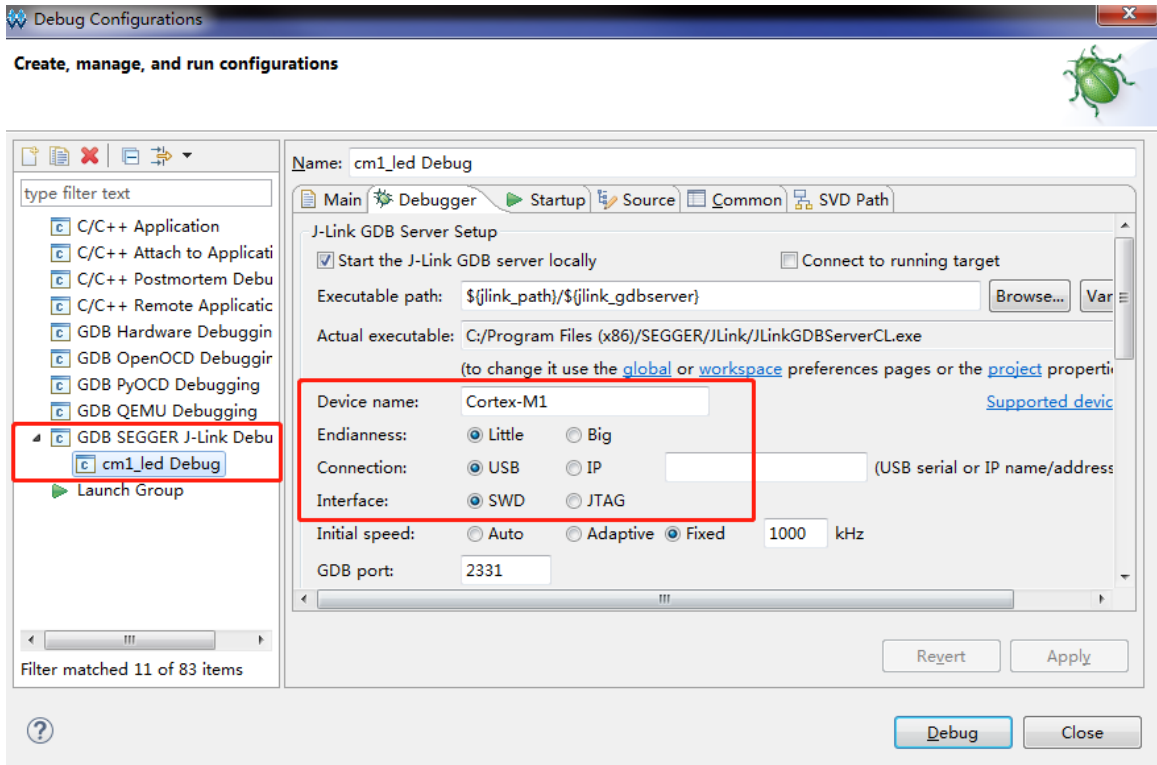 Debug Configurations
Create, manage, and run configurations
type filter text
C/C++ Application
C/C++ Attach to Applicati
C/C++ Postmortem Debu
C/C++ Remote Applicatic
GDB Hardware Debuggin
GDB OpenOCD Debuggir
GDB PyOCD Debugging
GDB QEMU Debugging
GDB SEGGER J-Link Debu
cm1_led Debug
Launch Group
Filter matched 11 of 83 items
Name: cm1_led Debug
Main Debugger Startup Source Common SVD Path
J-Link GDB Server Setup
Start the J-Link GDB server locally Connect to running target
Executable path: ${jlink_path}/${jlink_gdbserver} Browse... Var
Actual executable: C:/Program Files (x86)/SEGGER/JLink/JLinkGDBServerCL.exe
(to change it use the global or workspace preferences pages or the project properti
Device name: Cortex-M1 Supported devic
Endianness: Little Big
Connection: USB IP (USB serial or IP name/address
Interface: SWD JTAG
Initial speed: Auto Adaptive Fixed 1000 kHz
GDB port: 2331
Revert Apply
? Debug Close